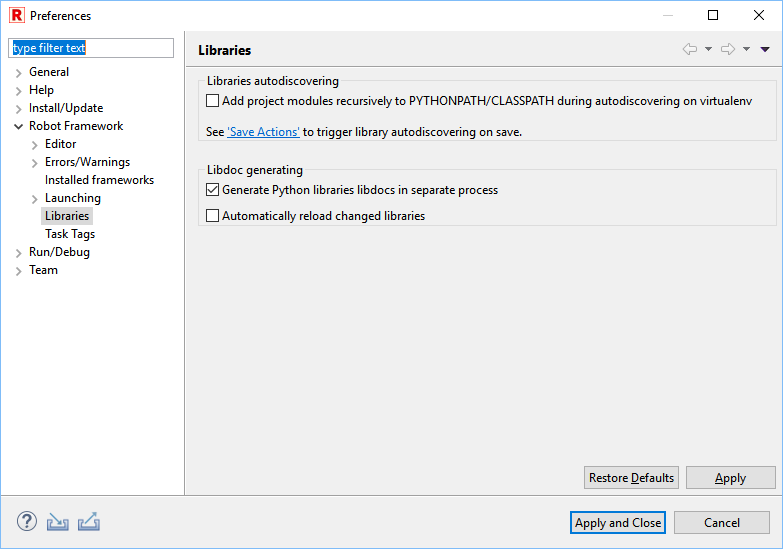 R Preferences
type filter text
General
Help
Install/Update
Robot Framework
Editor
Errors/Warnings
Installed frameworks
Launching
Libraries
Task Tags
Run/Debug
Team
Libraries
Libraries autodiscovering
Add project modules recursively to PYTHONPATH/CLASSPATH during autodiscovering on virtualenv
See 'Save Actions' to trigger library autodiscovering on save.
Libdoc generating
Generate Python libraries libdocs in separate process
Automatically reload changed libraries
Restore Defaults Apply
? Apply and Close Cancel